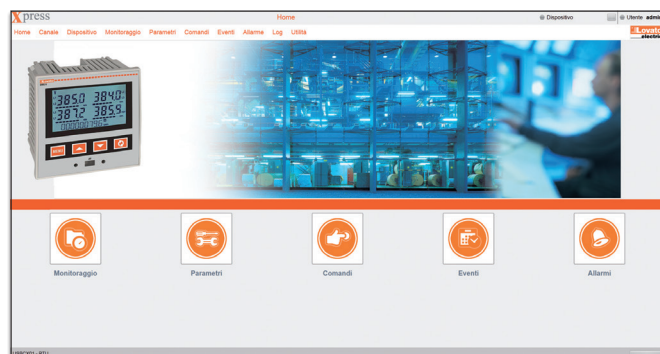 Xpress
Home
Dispositivo
Utente admin
Home Canale Dispositivo Monitoraggio Parametri Comandi Eventi Allarme Log Utilità
Lovato
electric
385.0 384.0
387.2 385.9
MENU
Monitoraggio
Parametri
Comandi
Eventi
Allarmi